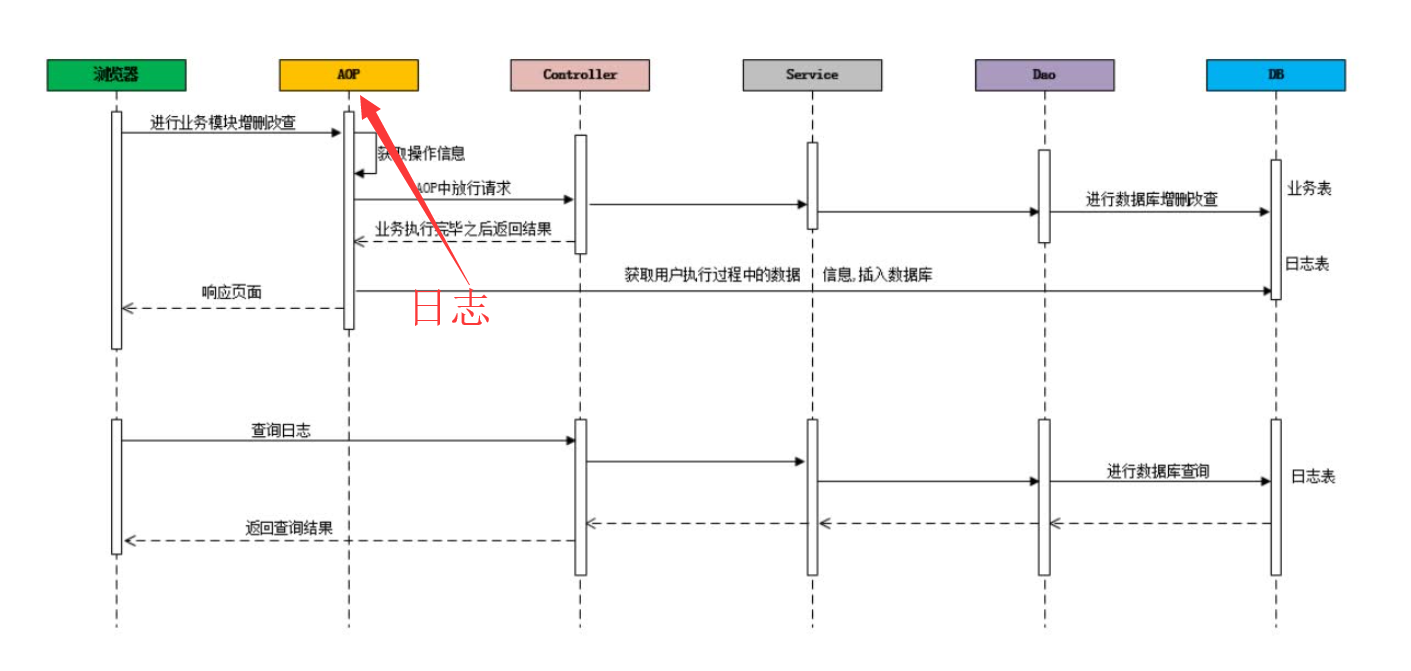 浏览器
AOP
Controller
Service
Dao
DB
进行业务模块增删改查
获取操作信息
AOP中放行请求
进行数据库增删改查
业务表
业务执行完毕之后返回结果
日志表
获取用户执行过程中的数据 信息,插入数据库
响应页面
日志
查询日志
进行数据库查询
日志表
返回查询结果